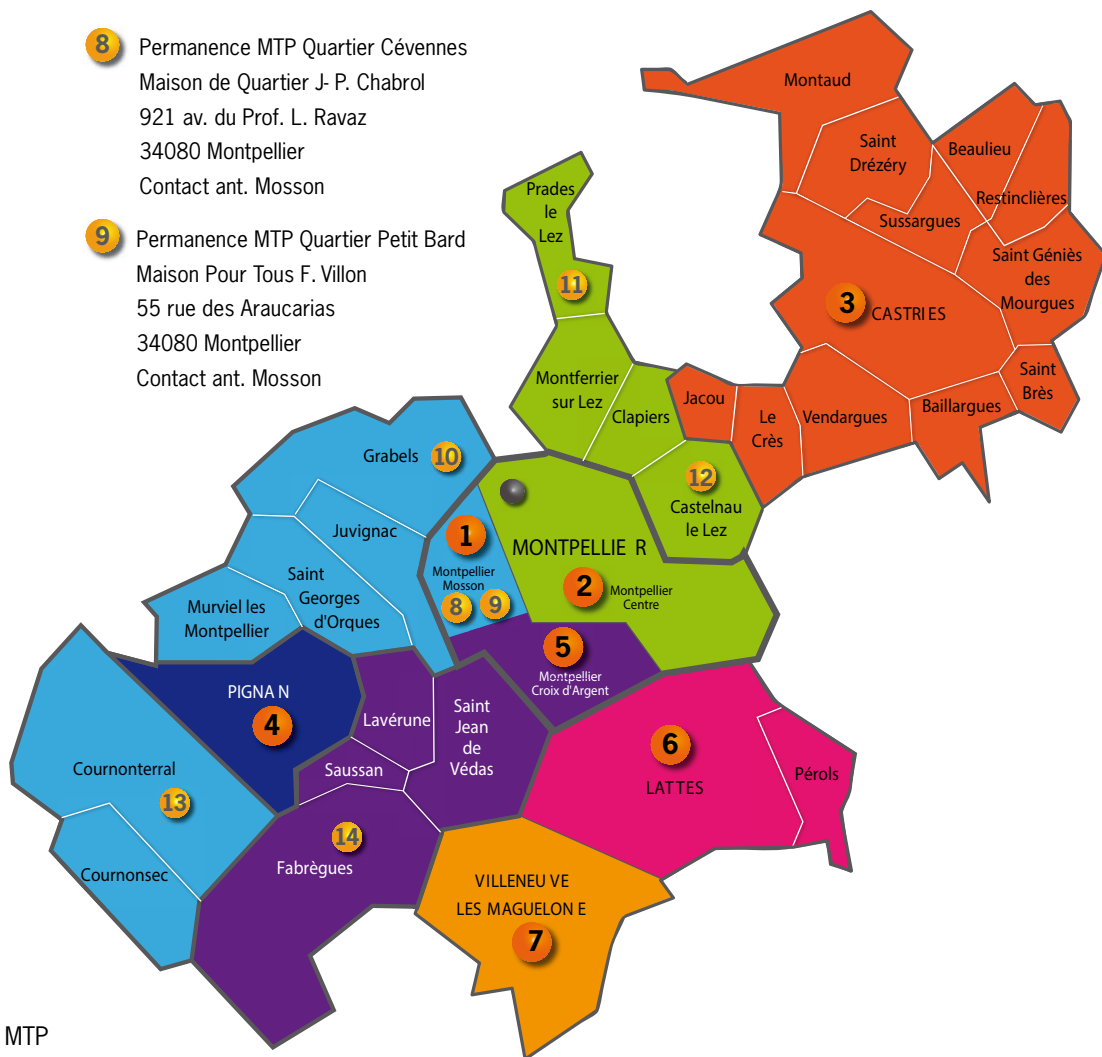 8 Permanence MTP Quartier Cévennes
Maison de Quartier J- P. Chabrol
921 av. du Prof. L. Ravaz
34080 Montpellier
Contact ant. Mosson
9 Permanence MTP Quartier Petit Bard
Maison Pour Tous F. Villon
55 rue des Araucarias
34080 Montpellier
Contact ant. Mosson
Montaud
Saint
Drézéry
Beaulieu
Restinclières
Sussargues
Saint Géniès
des
Mourgues
3 CASTRIES
Saint
Brès
Baillargues
Vendargues
Le
Crès
Jacou
Prades
le
Lez
11
Montferrier
sur Lez
Clapiers
12
Castelnau
le Lez
Grabels 10
Juvignac
Saint
Georges
d'Orques
Murviel les
Montpellier
1
Montpellier
Mosson
8 9
MONTPELLIE R
2 Montpellier
Centre
5
Montpellier
Croix d'Argent
PIGNA N
4
Lavérune
Saint
Jean
de
Védas
Saussan
6
LATTES
Pérols
Cournonterral
13
Cournonsec
14
Fabrègues
VILLENEU VE
LES MAGUELON E
7
MTP